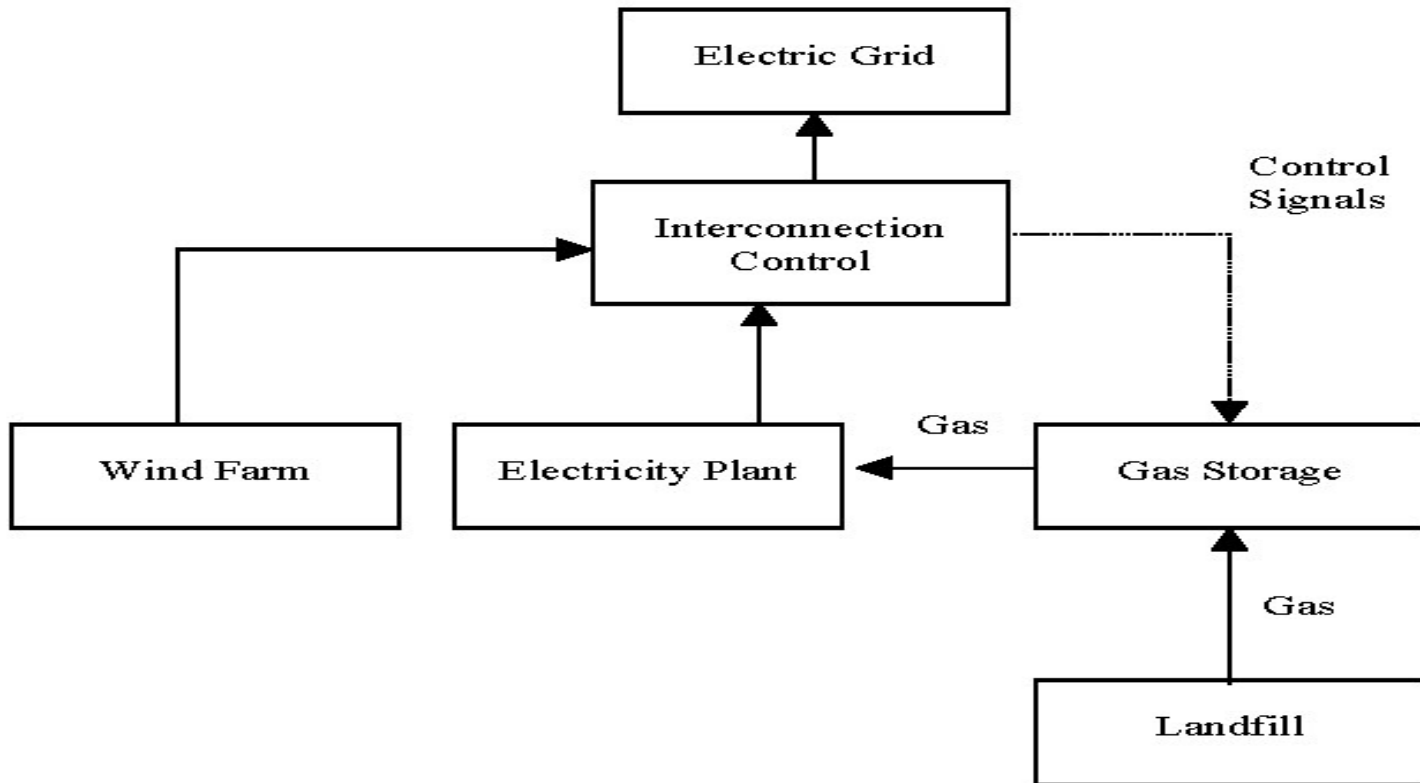 Electric Grid
Control
Signals
Interconnection
Control
Gas
Wind Farm
Electricity Plant
Gas Storage
Gas
Landfill